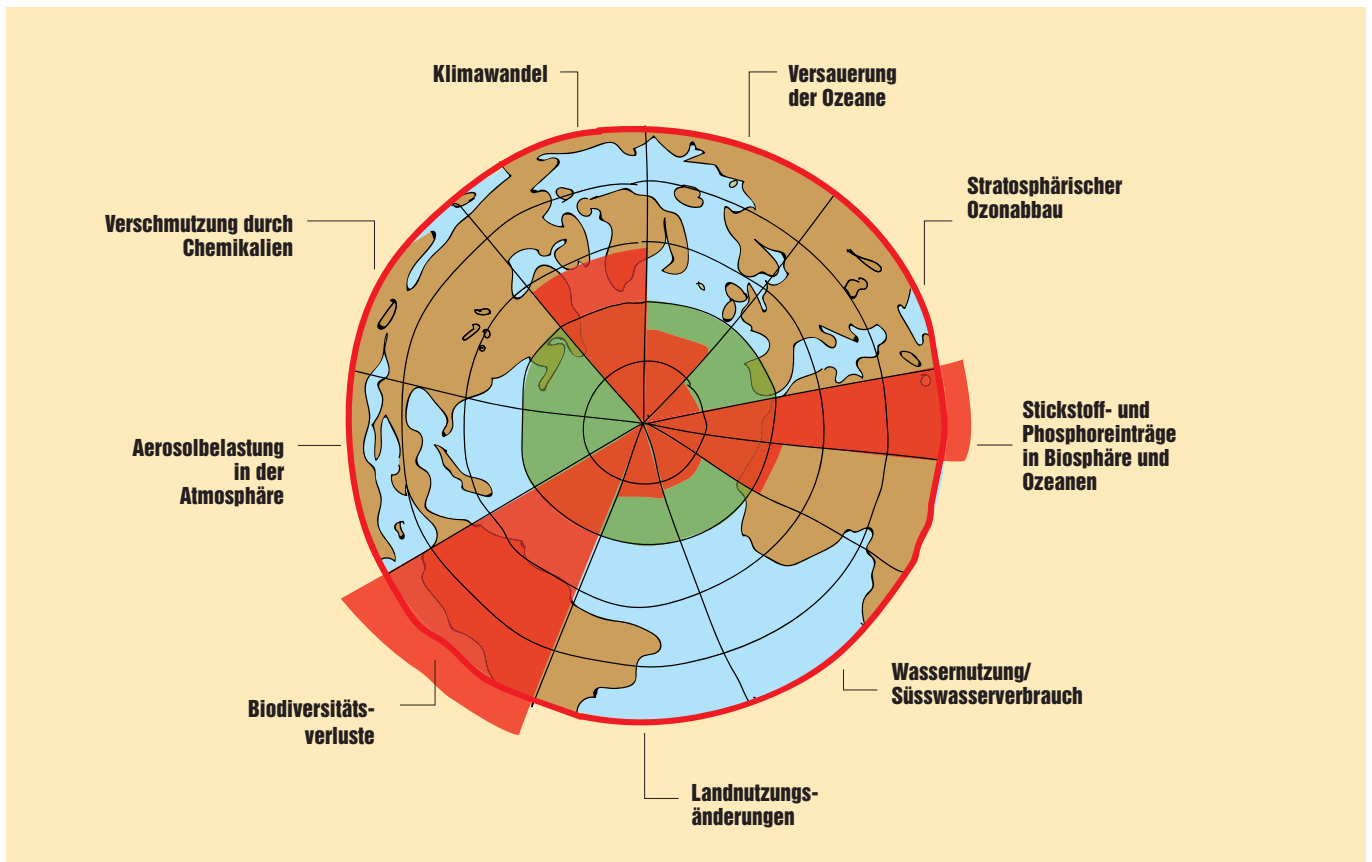 Klimawandel
Versauerung
der Ozeane
Stratosphärischer
Ozonabbau
Verschmutzung durch
Chemikalien
Stickstoff- und
Phosphoreinträge
in Biosphäre und
Ozeanen
Aerosolbelastung
in der
Atmosphäre
Wassernutzung/
Süsswasserverbrauch
Biodiversitäts-
verluste
Landnutzungs-
änderungen